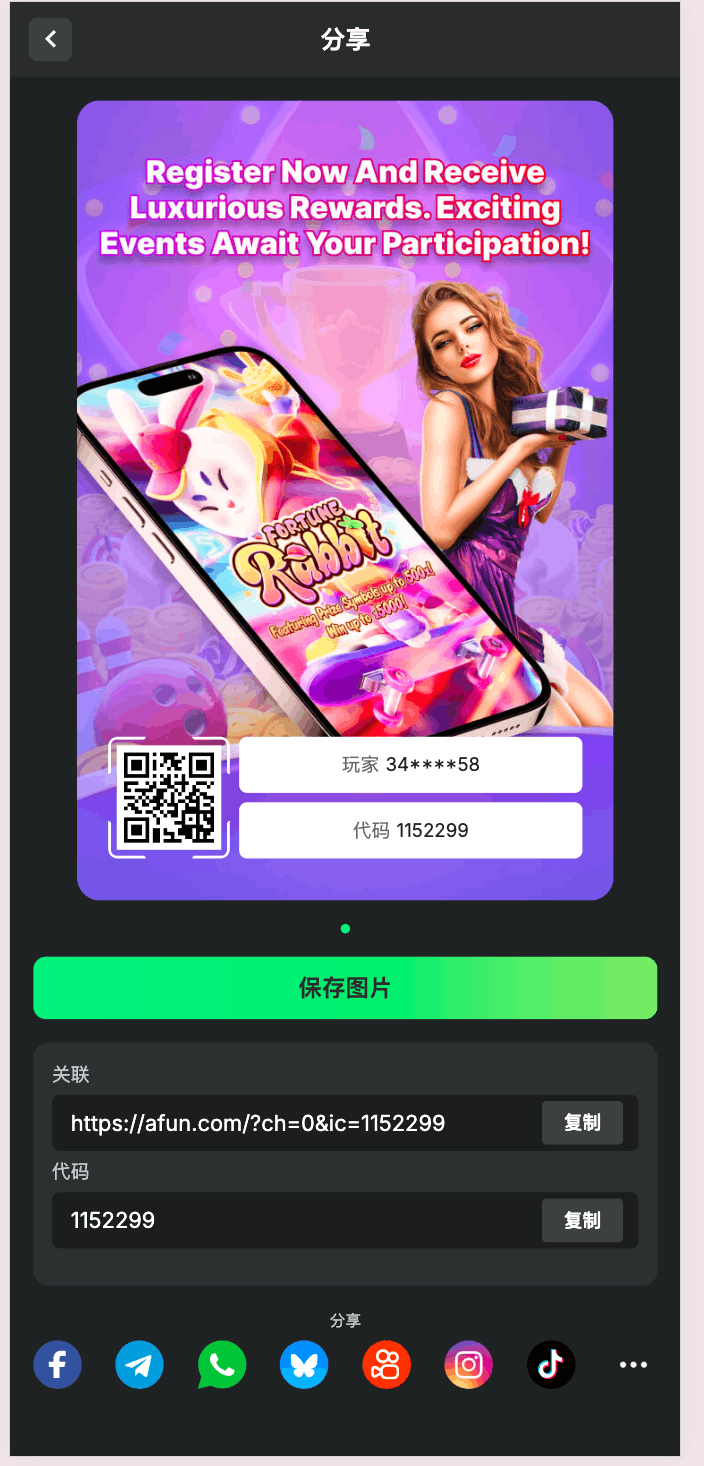 分享
Register Now And Receive
Luxurious Rewards. Exciting
Events Await Your Participation!
FORTUNE
Rabbit
Featuring Prize Symbols up to 500x!
Win up to x5000!
玩家 34****58
代码 1152299
保存图片
关联
https://afun.com/?ch=0&ic=1152299
复制
代码
1152299
复制
分享